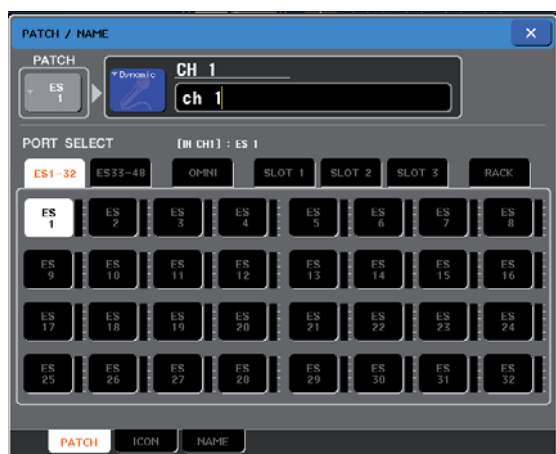 PATCH / NAME
PATCH
ES 1
Dynamic
CH 1
ch 1
PORT SELECT [IN CH1] : ES 1
ES1-32 ES33-48 OMNI SLOT 1 SLOT 2 SLOT 3 RACK
ES 1 ES 2 ES 3 ES 4 ES 5 ES 6 ES 7 ES 8
ES 9 ES 10 ES 11 ES 12 ES 13 ES 14 ES 15 ES 16
ES 17 ES 18 ES 19 ES 20 ES 21 ES 22 ES 23 ES 24
ES 25 ES 26 ES 27 ES 28 ES 29 ES 30 ES 31 ES 32
PATCH ICON NAME